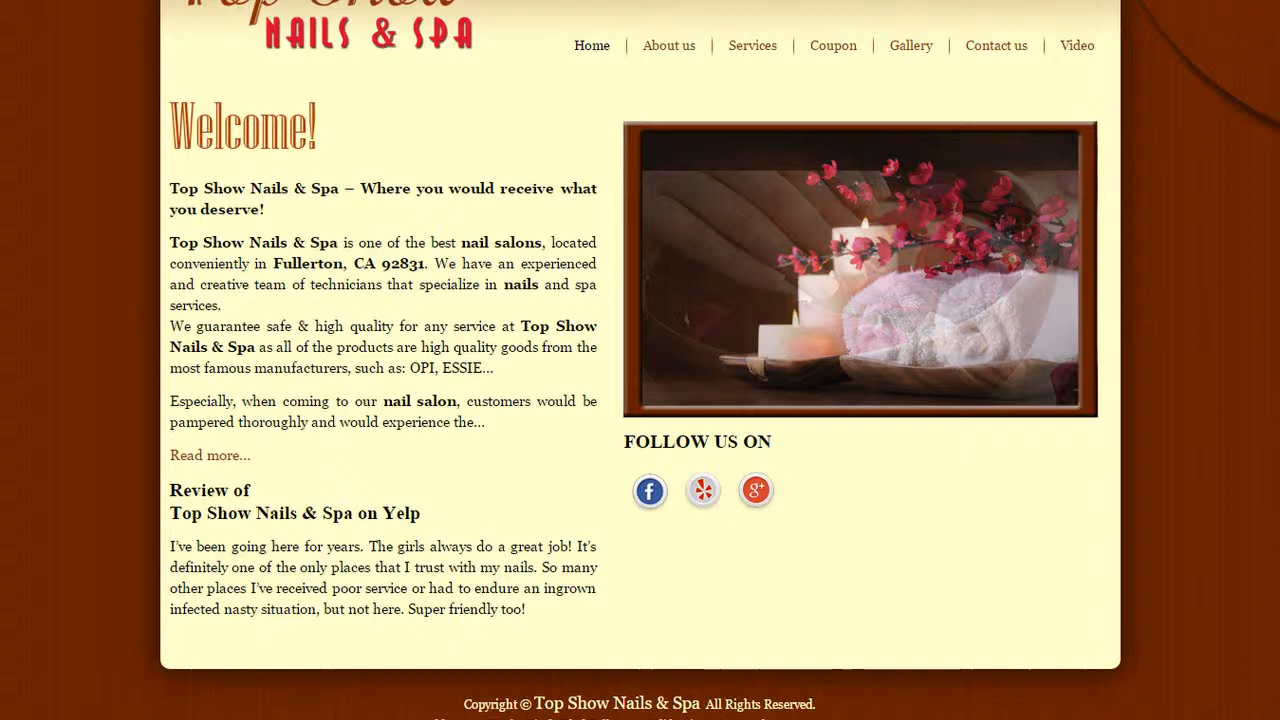 Top Show
NAILS & SPA
Home
About us
Services
Coupon
Gallery
Contact us
Video
Welcome!
Top Show Nails & Spa – Where you would receive what
you deserve!
Top Show Nails & Spa is one of the best nail salons, located
conveniently in Fullerton, CA 92831. We have an experienced
and creative team of technicians that specialize in nails and spa
services.
We guarantee safe & high quality for any service at Top Show
Nails & Spa as all of the products are high quality goods from the
most famous manufacturers, such as: OPI, ESSIE...
Especially, when coming to our nail salon, customers would be
pampered thoroughly and would experience the...
Read more...
FOLLOW US ON
f
g+
Review of
Top Show Nails & Spa on Yelp
I've been going here for years. The girls always do a great job! It's
definitely one of the only places that I trust with my nails. So many
other places I've received poor service or had to endure an ingrown
infected nasty situation, but not here. Super friendly too!
Copyright © Top Show Nails & Spa All Rights Reserved.